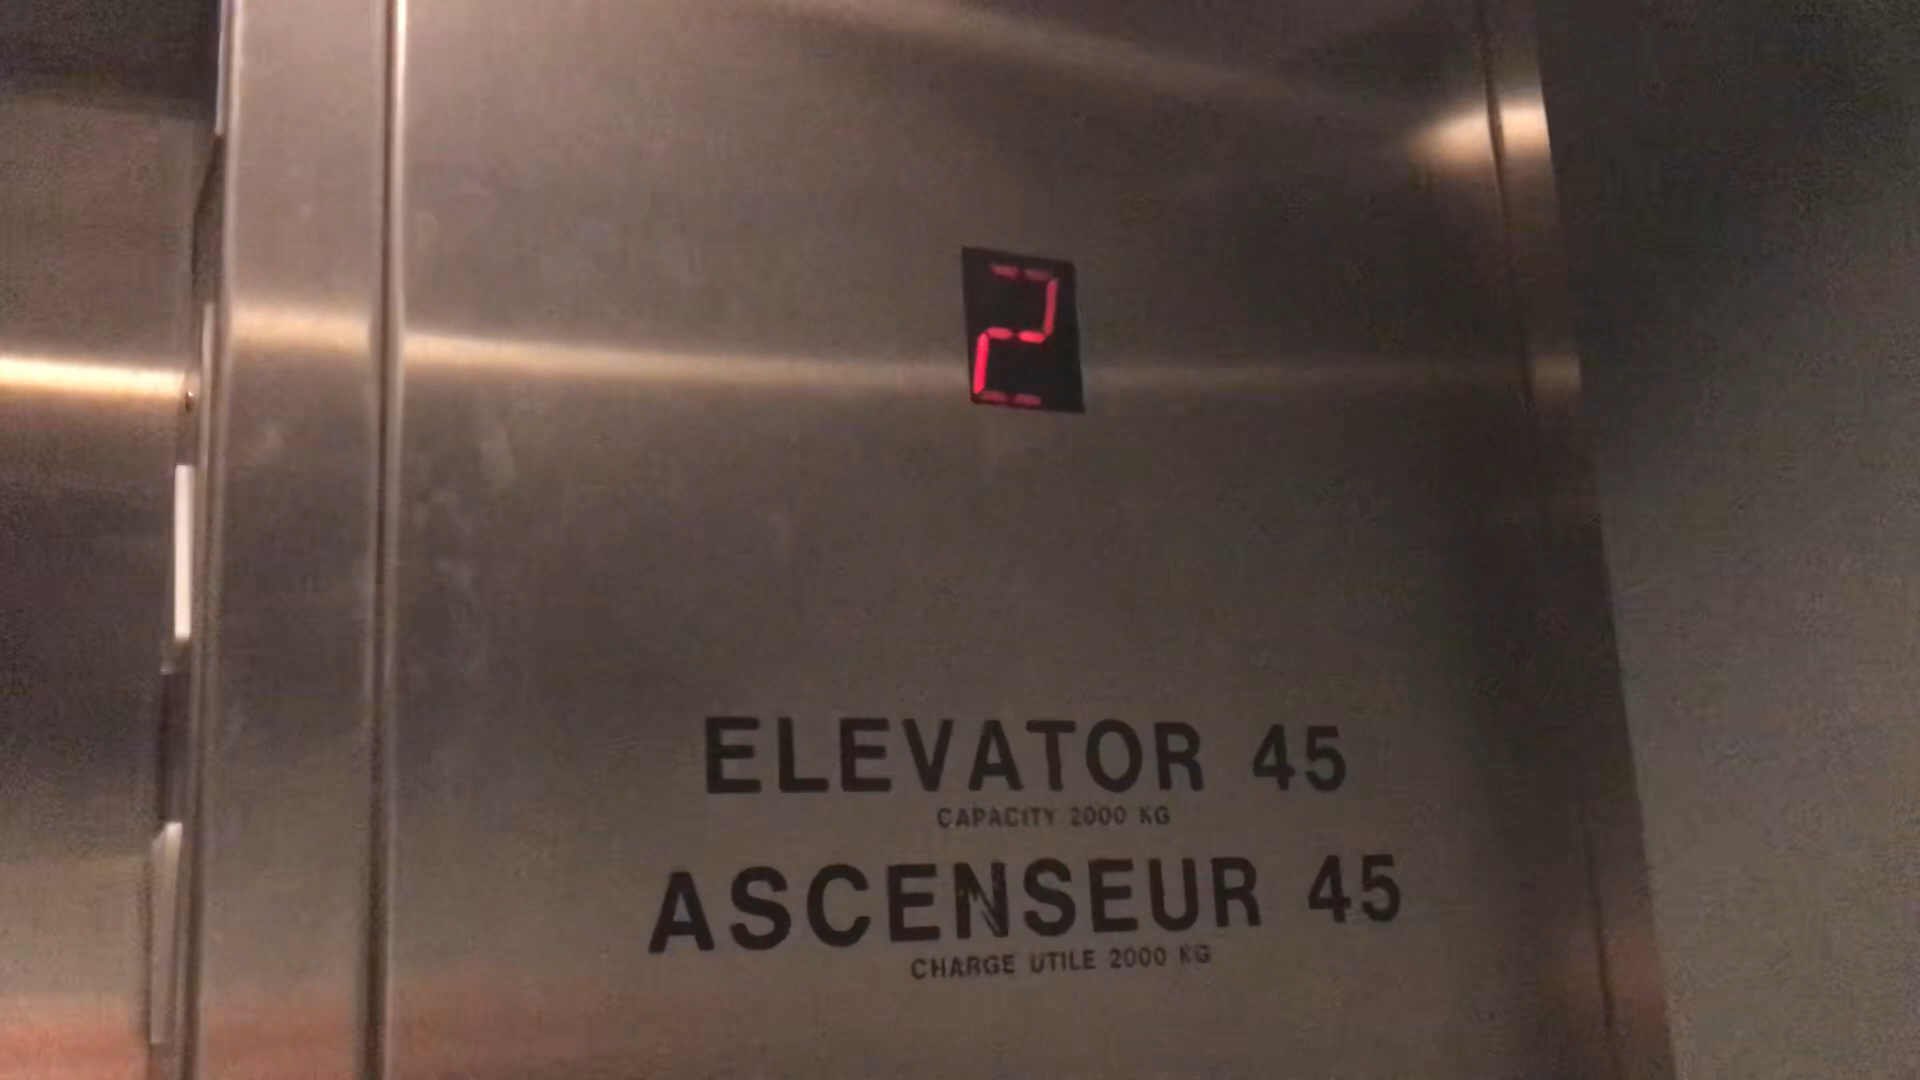 2
ELEVATOR 45
CAPACITY 2000 KG
ASCENSEUR 45
CHARGE UTILE 2000 KG